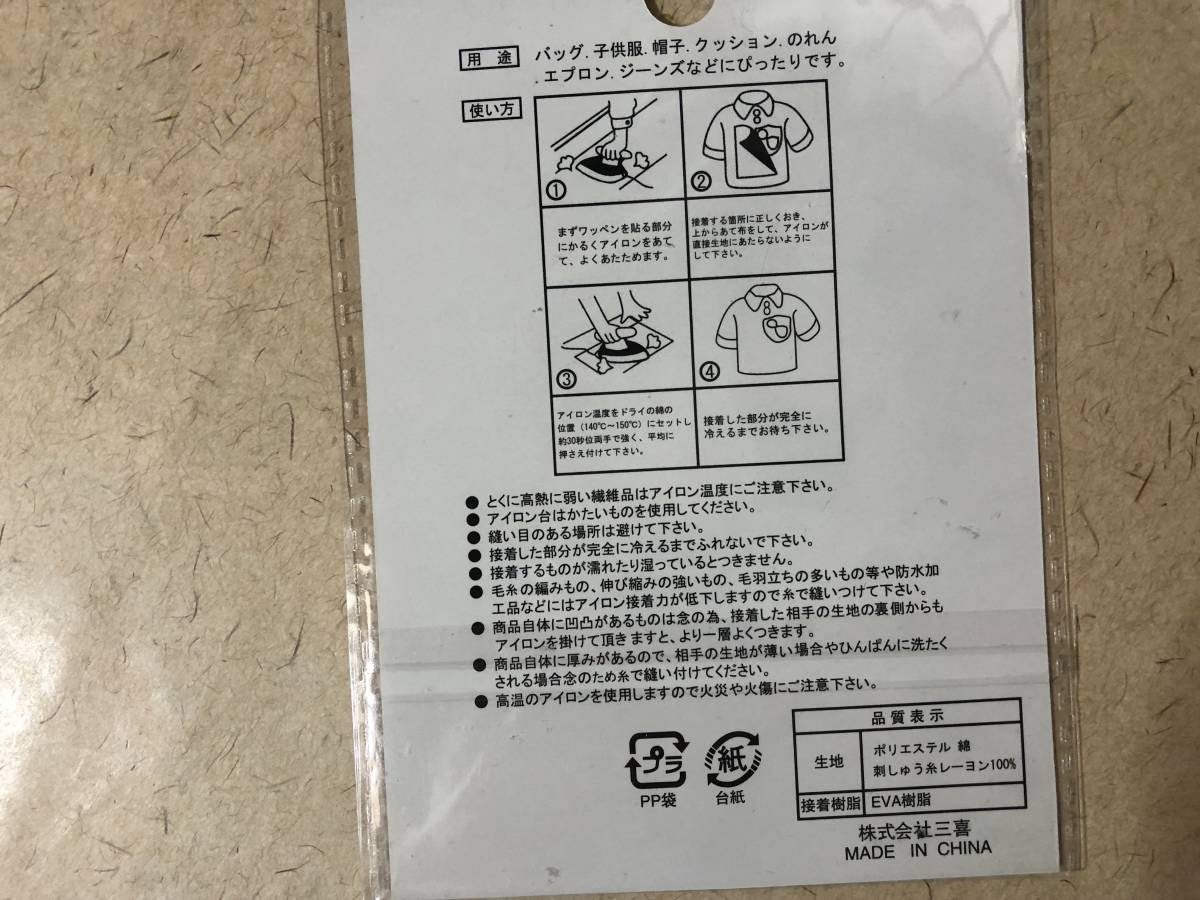 用途 バッグ.子供服.帽子.クッション.のれん
.エプロン.ジーンズなどにぴったりです。
使い方
①
②
まずワッペンを貼る部分
にかるくアイロンをあて
て、よくあたためます。
接着する箇所に正しくおき、
上からあて布をして、アイロンが
直接生地にあたらないように
して下さい。
③
④
アイロン温度をドライの綿の
位置(140℃〜150℃)にセットし
約30秒位両手で強く、平均に
押さえ付けて下さい。
接着した部分が完全に
冷えるまでお待ち下さい。
● とくに高熱に弱い繊維品はアイロン温度にご注意下さい。
● アイロン台はかたいものを使用してください。
● 縫い目のある場所は避けて下さい。
● 接着した部分が完全に冷えるまでふれないで下さい。
● 接着するものが濡れたり湿っているとつきません。
● 毛糸の編みもの、伸び縮みの強いもの、毛羽立ちの多いもの等や防水加
工品などにはアイロン接着力が低下しますので糸で縫いつけて下さい。
● 商品自体に凹凸があるものは念の為、接着した相手の生地の裏側からも
アイロンを掛けて頂きますと、より一層よくつきます。
● 商品自体に厚みがあるので、相手の生地が薄い場合やひんぱんに洗たく
される場合念のため糸で縫い付けてください。
● 高温のアイロンを使用しますので火災や火傷にご注意下さい。
プラ
PP袋
紙
台紙
品質表示
生地
ポリエステル 綿
刺しゅう糸レーヨン100%
接着樹脂 EVA樹脂
株式会社三喜
MADE IN CHINA